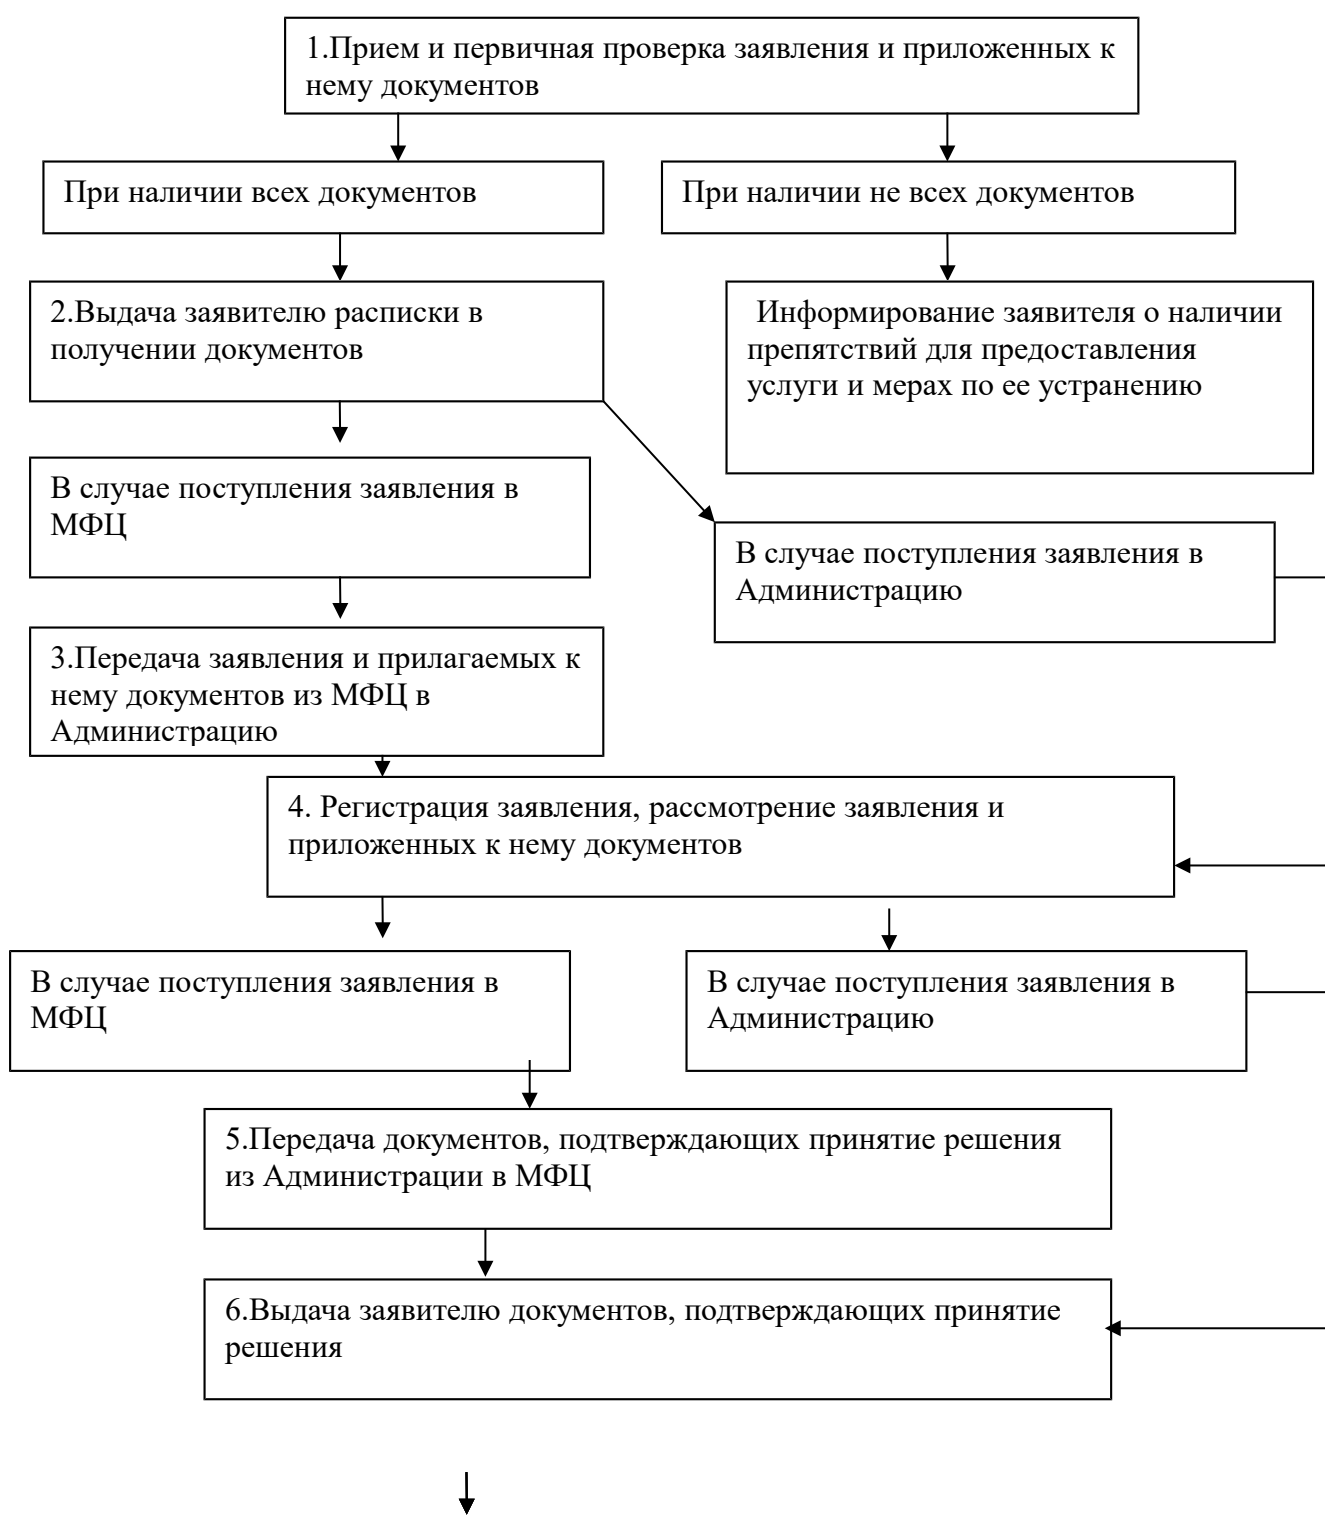 1.Прием и первичная проверка заявления и приложенных к
нему документов
При наличии всех документов
При наличии не всех документов
2.Выдача заявителю расписки в
получении документов
Информирование заявителя о наличии
препятствий для предоставления
услуги и мерах по ее устранению
В случае поступления заявления в
МФЦ
В случае поступления заявления в
Администрацию
3.Передача заявления и прилагаемых к
нему документов из МФЦ в
Администрацию
4. Регистрация заявления, рассмотрение заявления и
приложенных к нему документов
В случае поступления заявления в
МФЦ
В случае поступления заявления в
Администрацию
5.Передача документов, подтверждающих принятие решения
из Администрации в МФЦ
6.Выдача заявителю документов, подтверждающих принятие
решения